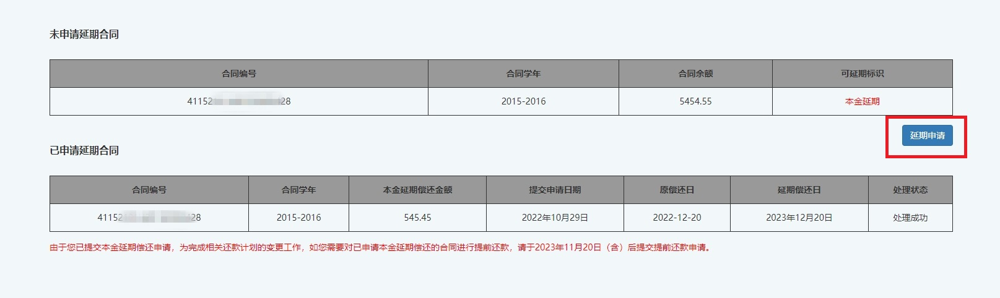 未申请延期合同
合同编号 合同学年 合同余额 可延期标识
41152 428 2015-2016 5454.55 本金延期
延期申请
已申请延期合同
合同编号 合同学年 本金延期偿还金额 提交申请日期 原偿还日 延期偿还日 处理状态
41152 28 2015-2016 545.45 2022年10月29日 2022-12-20 2023年12月20日 处理成功
由于您已提交本金延期偿还申请，为完成相关还款计划的变更工作，如您需要对已申请本金延期偿还的合同进行提前还款，请于2023年11月20日（含）后提交提前还款申请。